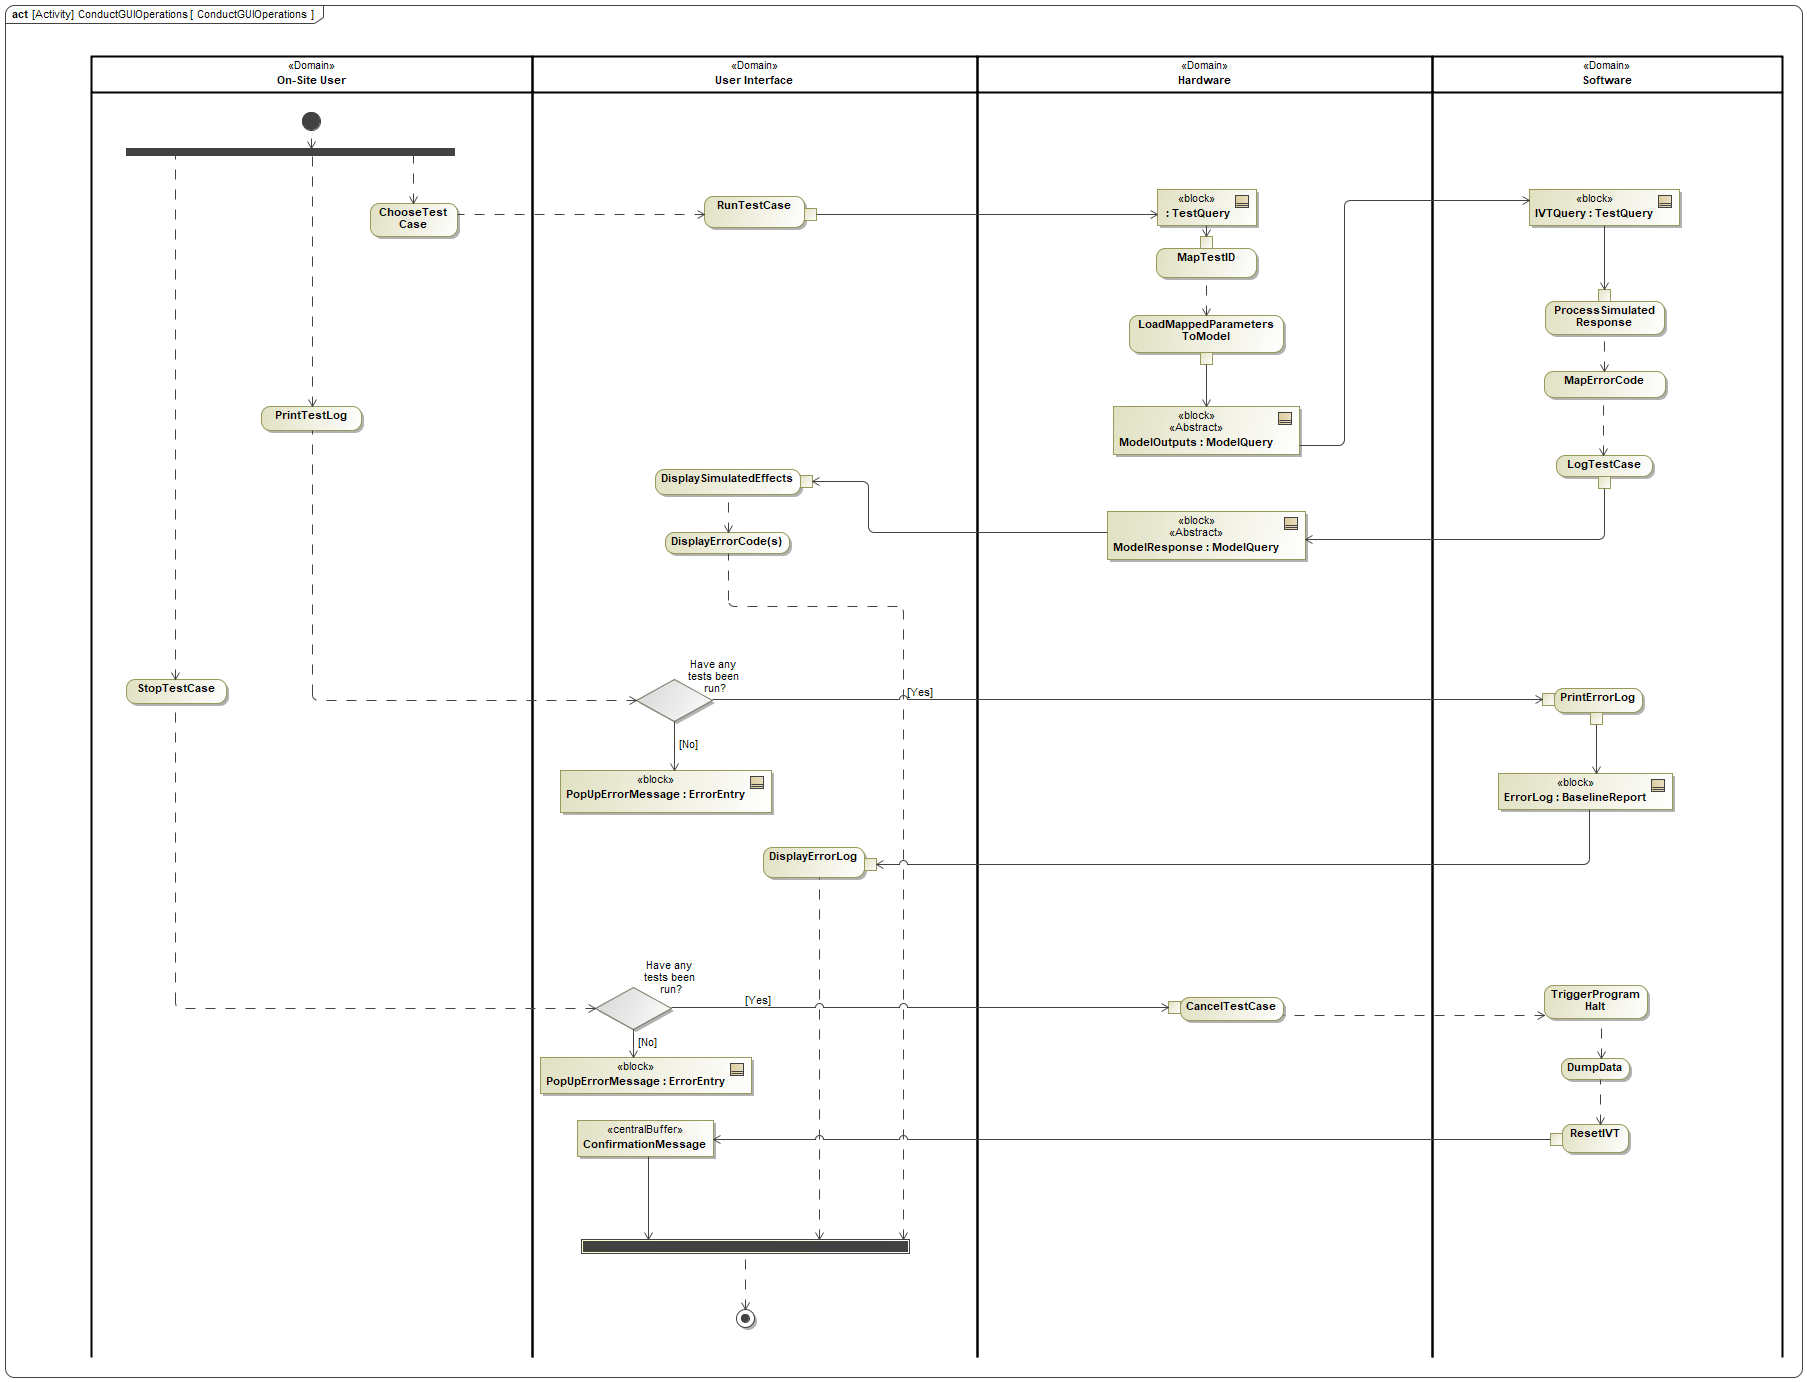 act [Activity] ConductGUIOperations [ ConductGUIOperations ]
«Domain»
On-Site User
«Domain»
User Interface
«Domain»
Hardware
«Domain»
Software
ChooseTest
Case
RunTestCase
«block»
: TestQuery
«block»
IVTQuery : TestQuery
MapTestID
LoadMappedParameters
ToModel
ProcessSimulated
Response
MapErrorCode
PrintTestLog
«block»
«Abstract»
ModelOutputs : ModelQuery
LogTestCase
DisplaySimulatedEffects
DisplayErrorCode(s)
«block»
«Abstract»
ModelResponse : ModelQuery
StopTestCase
Have any
tests been
run?
[Yes]
[No]
PrintErrorLog
«block»
PopUpErrorMessage : ErrorEntry
«block»
ErrorLog : BaselineReport
DisplayErrorLog
Have any
tests been
run?
[Yes]
[No]
CancelTestCase
TriggerProgram
Halt
«block»
PopUpErrorMessage : ErrorEntry
DumpData
«centralBuffer»
ConfirmationMessage
ResetIVT